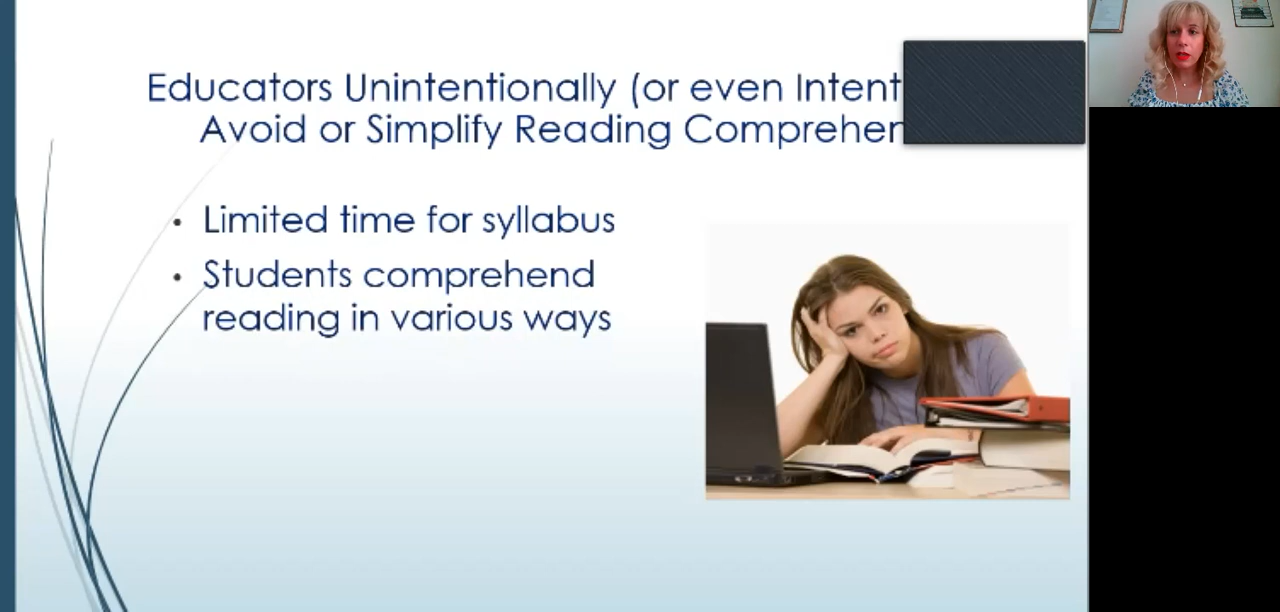 Educators Unintentionally (or even Intent
Avoid or Simplify Reading Comprehen
• Limited time for syllabus
• Students comprehend
reading in various ways